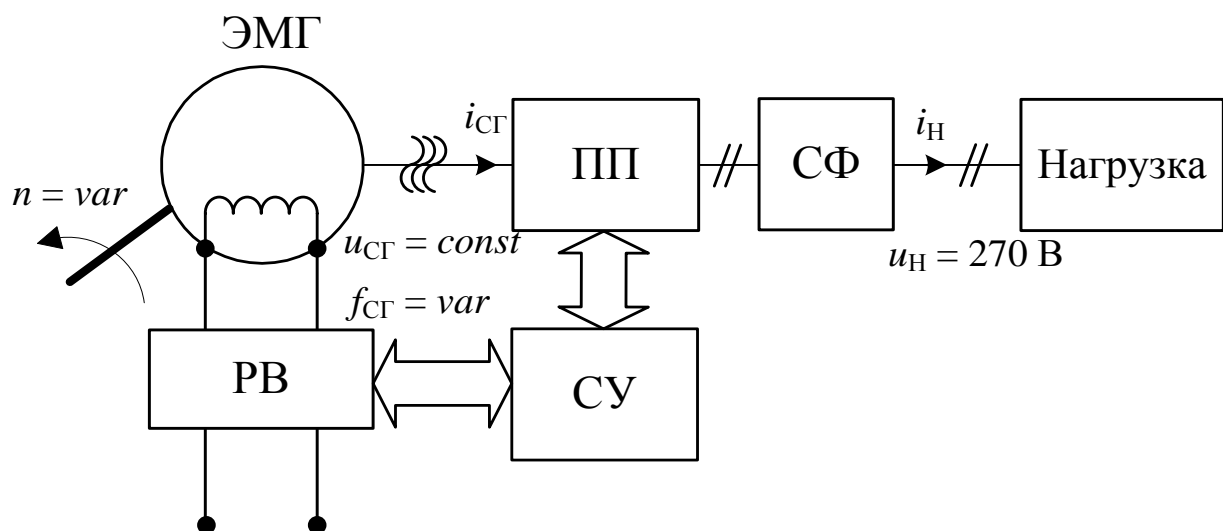 ЭМГ
n = var
iСГ
ПП
СФ
iН
Нагрузка
uСГ = const
uН = 270 В
fСГ = var
РВ
СУ